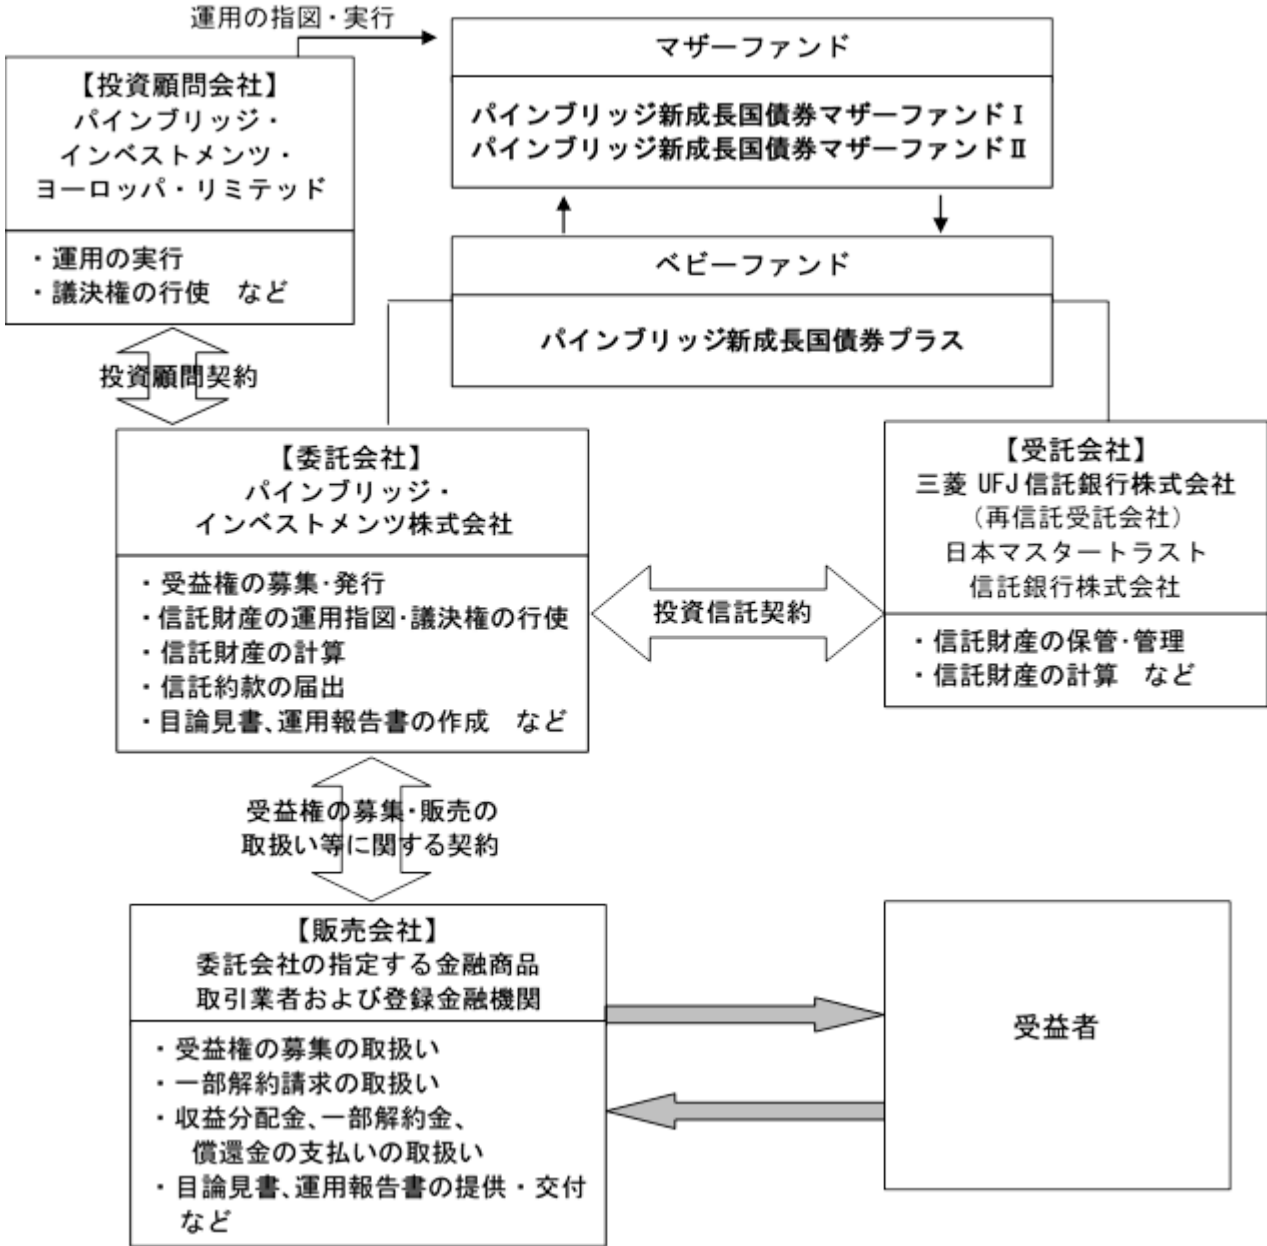 運用の指図・実行
【投資顧問会社】
パインブリッジ・
インベストメンツ・
ヨーロッパ・リミテッド
・運用の実行
・議決権の行使　など
マザーファンド
パインブリッジ新成長国債券マザーファンドⅠ
パインブリッジ新成長国債券マザーファンドⅡ
ベビーファンド
パインブリッジ新成長国債券プラス
投資顧問契約
【委託会社】
パインブリッジ・
インベストメンツ株式会社
・受益権の募集・発行
・信託財産の運用指図・議決権の行使
・信託財産の計算
・信託約款の届出
・目論見書、運用報告書の作成　など
投資信託契約
【受託会社】
三菱 UFJ 信託銀行株式会社
（再信託受託会社）
日本マスタートラスト
信託銀行株式会社
・信託財産の保管・管理
・信託財産の計算　など
受益権の募集・販売の
取扱い等に関する契約
【販売会社】
委託会社の指定する金融商品
取引業者および登録金融機関
・受益権の募集の取扱い
・一部解約請求の取扱い
・収益分配金、一部解約金、
償還金の支払いの取扱い
・目論見書、運用報告書の提供・交付
など
受益者